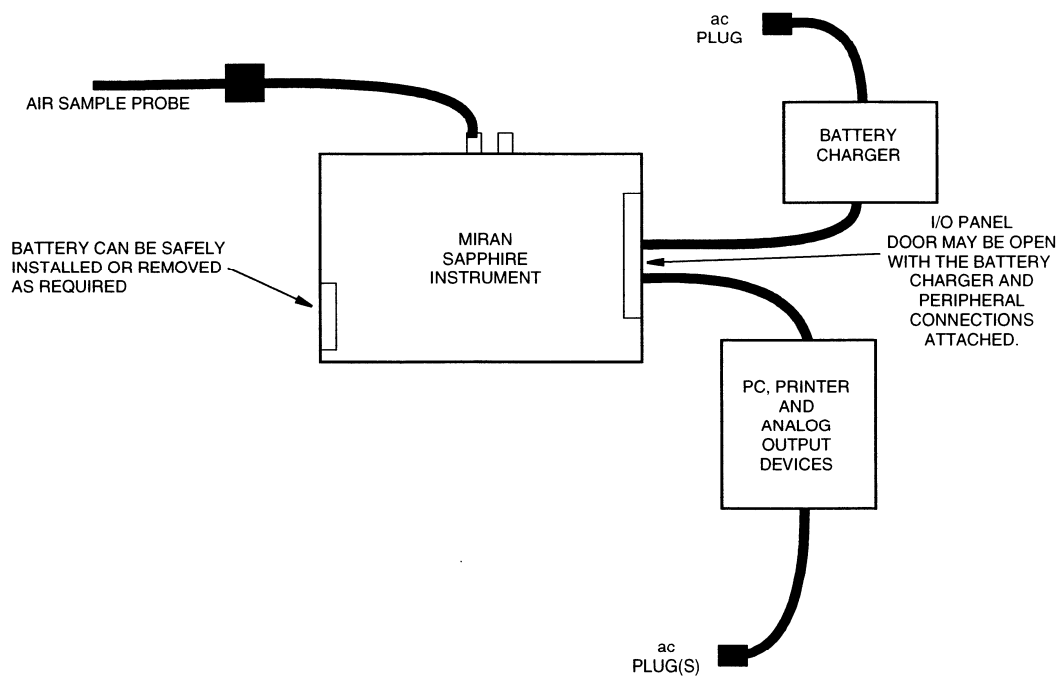 ac
PLUG
AIR SAMPLE PROBE
BATTERY
CHARGER
MIRAN
SAPPHIRE
INSTRUMENT
BATTERY CAN BE SAFELY
INSTALLED OR REMOVED
AS REQUIRED
I/O PANEL
DOOR MAY BE OPEN
WITH THE BATTERY
CHARGER AND
PERIPHERAL
CONNECTIONS
ATTACHED.
PC, PRINTER
AND
ANALOG
OUTPUT
DEVICES
ac
PLUG(S)